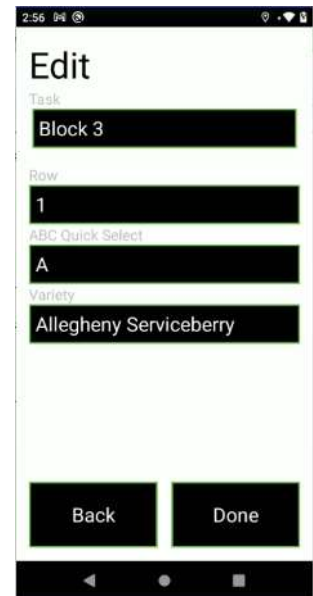 2:56
Edit
Task
Block 3
Row
1
ABC Quick Select
A
Variety
Allegheny Serviceberry
Back Done